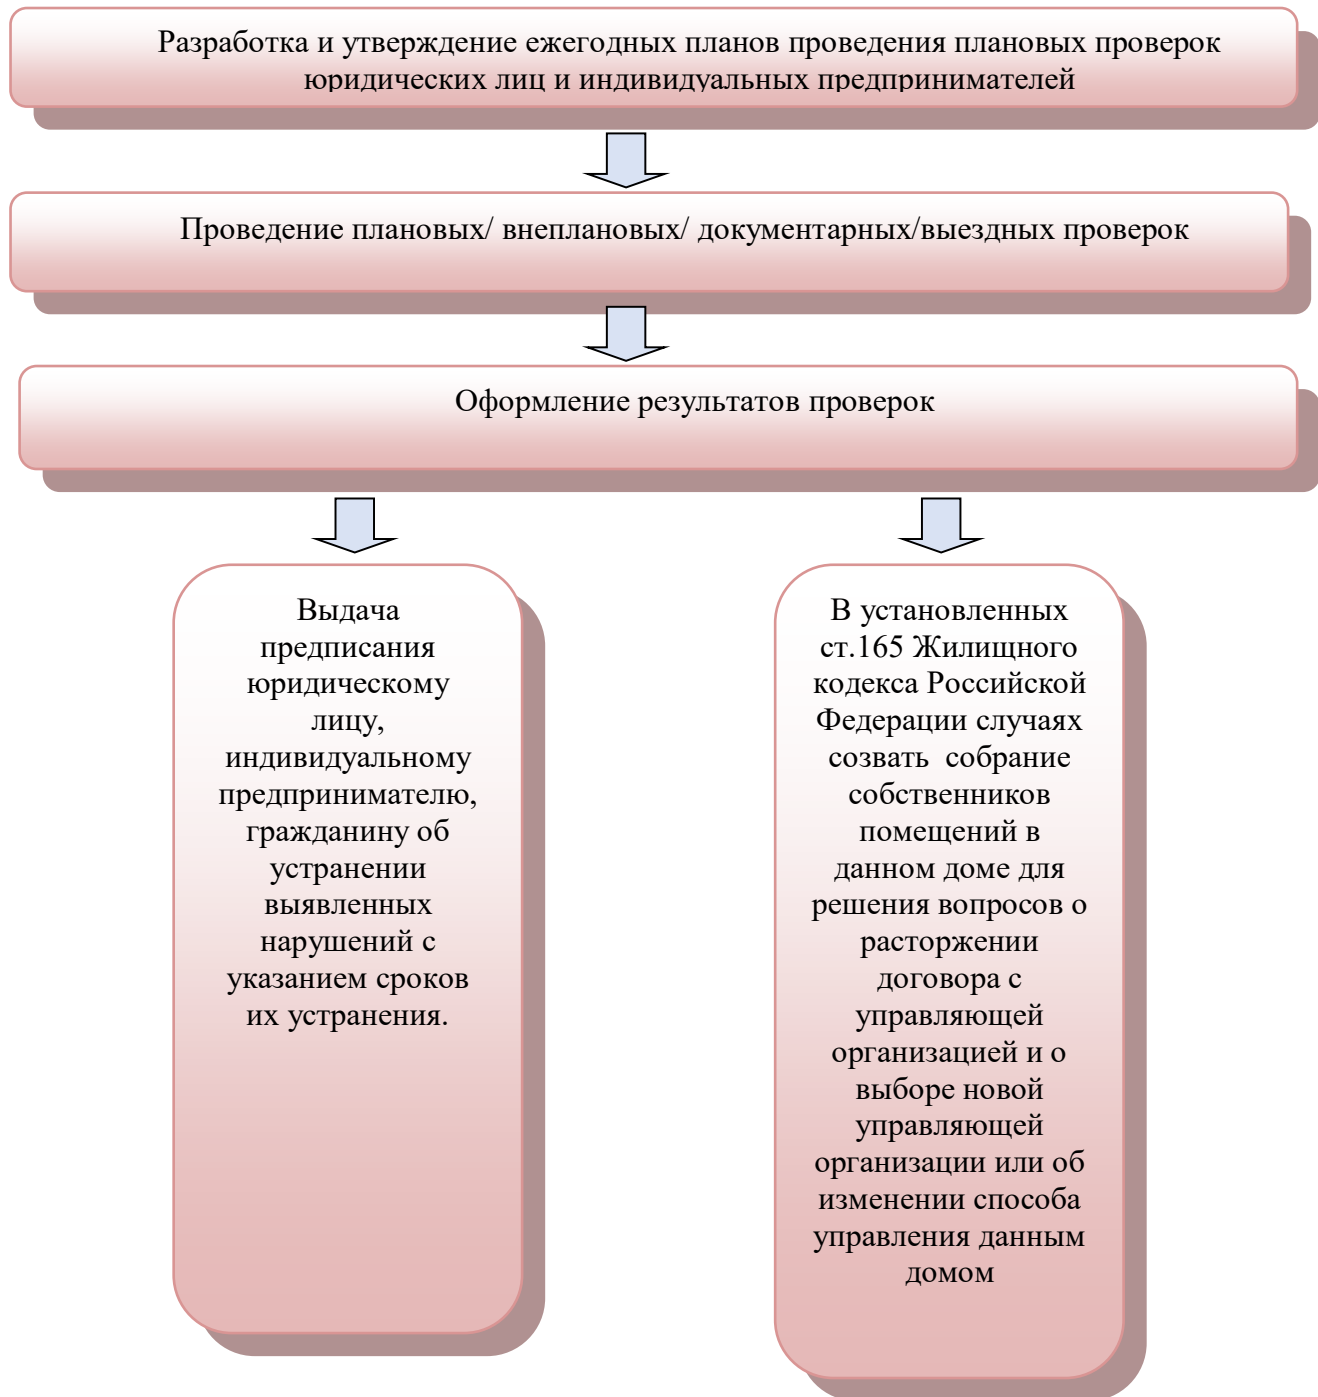 Разработка и утверждение ежегодных планов проведения плановых проверок
юридических лиц и индивидуальных предпринимателей
Проведение плановых/ внеплановых/ документарных/выездных проверок
Оформление результатов проверок
Выдача
предписания
юридическому
лицу,
индивидуальному
предпринимателю,
гражданину об
устранении
выявленных
нарушений с
указанием сроков
их устранения.
В установленных
ст.165 Жилищного
кодекса Российской
Федерации случаях
созвать  собрание
собственников
помещений в
данном доме для
решения вопросов о
расторжении
договора с
управляющей
организацией и о
выборе новой
управляющей
организации или об
изменении способа
управления данным
домом